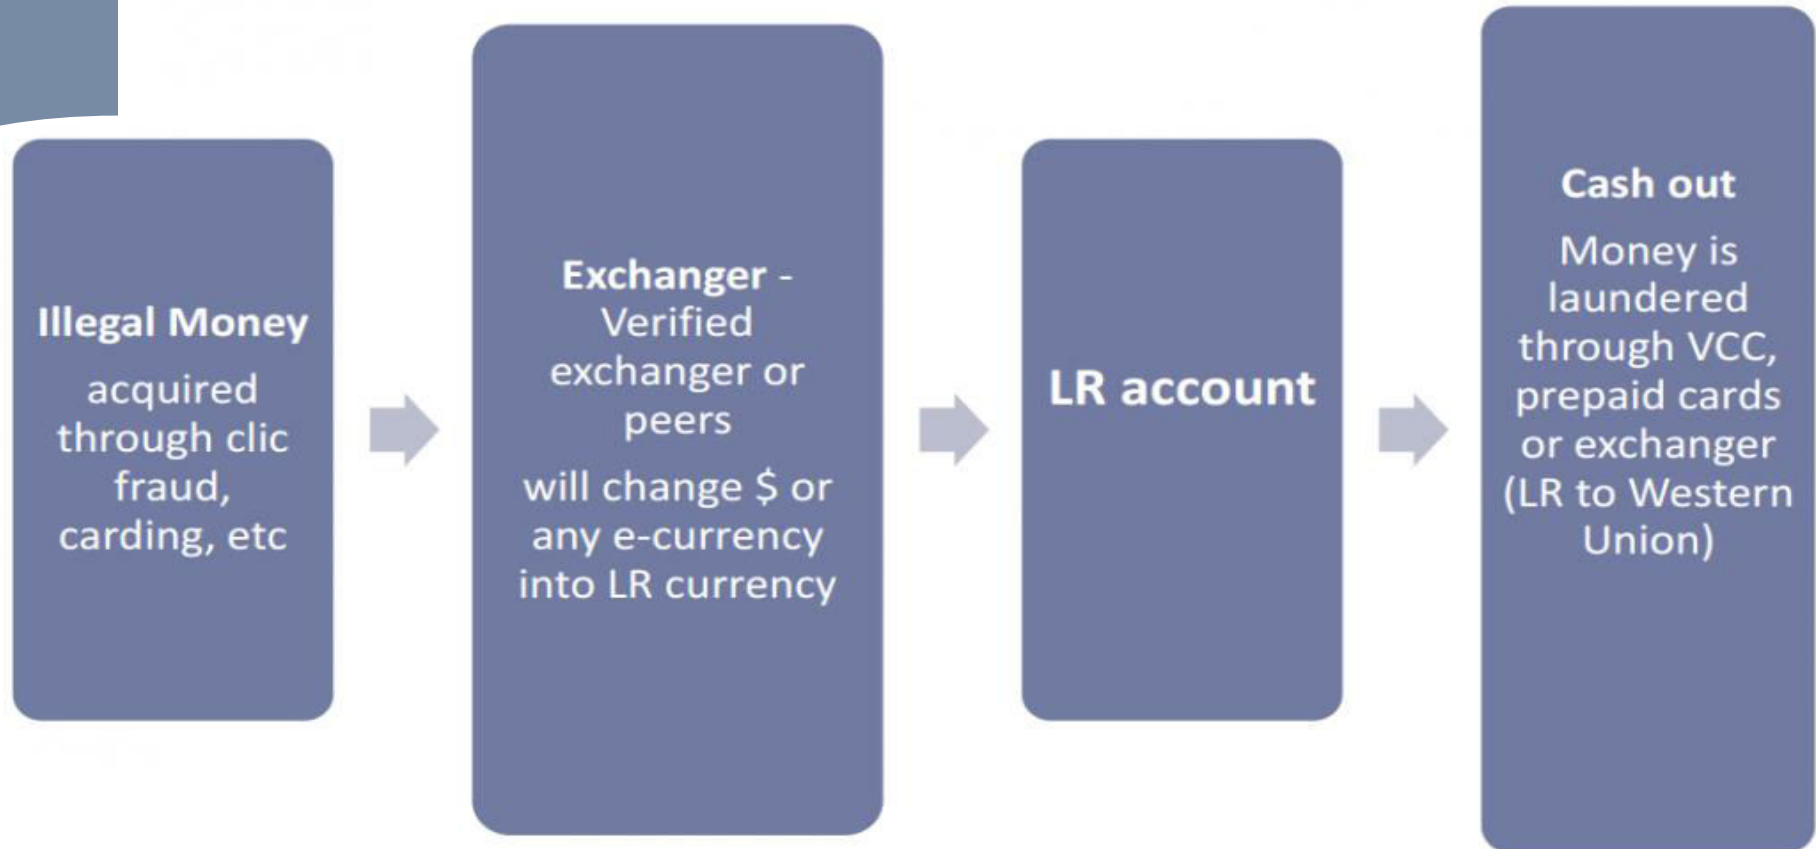 Illegal Money
acquired
through clic
fraud,
carding, etc
Exchanger -
Verified
exchanger or
peers
will change $ or
any e-currency
into LR currency
LR account
Cash out
Money is
laundered
through VCC,
prepaid cards
or exchanger
(LR to Western
Union)